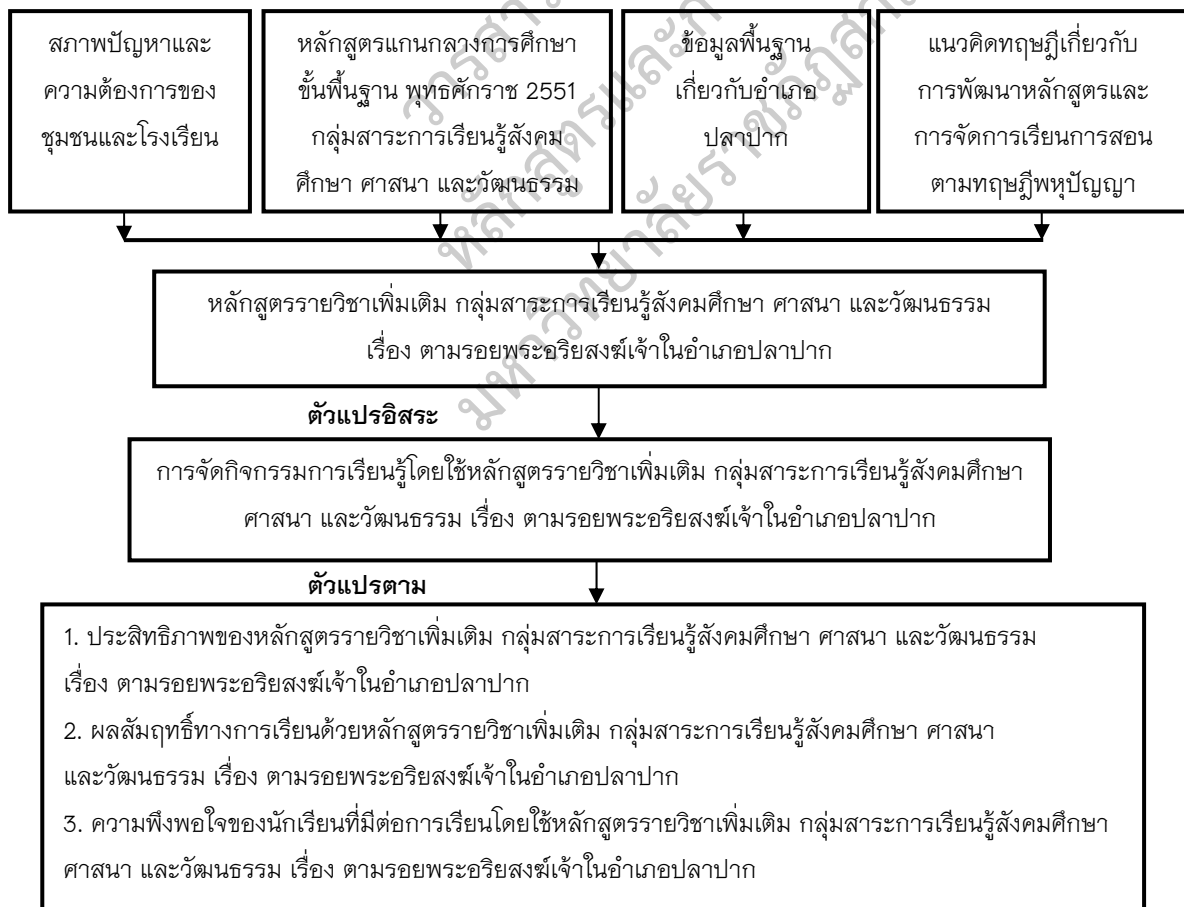 สภาพปัญหาและ
ความต้องการของ
ชุมชนและโรงเรียน
หลักสูตรแกนกลางการศึกษา
ขั้นพื้นฐาน พุทธศักราช 2551
กลุ่มสาระการเรียนรู้สังคม
ศึกษา ศาสนา และวัฒนธรรม
ข้อมูลพื้นฐาน
เกี่ยวกับอำเภอ
ปลาปาก
แนวคิดทฤษฎีเกี่ยวกับ
การพัฒนาหลักสูตรและ
การจัดการเรียนการสอน
ตามทฤษฎีพหุปัญญา
หลักสูตรรายวิชาเพิ่มเติม กลุ่มสาระการเรียนรู้สังคมศึกษา ศาสนา และวัฒนธรรม
เรื่อง ตามรอยพระอริยสงฆ์เจ้าในอำเภอปลาปาก
ตัวแปรอิสระ
การจัดกิจกรรมการเรียนรู้โดยใช้หลักสูตรรายวิชาเพิ่มเติม กลุ่มสาระการเรียนรู้สังคมศึกษา
ศาสนา และวัฒนธรรม เรื่อง ตามรอยพระอริยสงฆ์เจ้าในอำเภอปลาปาก
ตัวแปรตาม
1. ประสิทธิภาพของหลักสูตรรายวิชาเพิ่มเติม กลุ่มสาระการเรียนรู้สังคมศึกษา ศาสนา และวัฒนธรรม
เรื่อง ตามรอยพระอริยสงฆ์เจ้าในอำเภอปลาปาก
2. ผลสัมฤทธิ์ทางการเรียนด้วยหลักสูตรรายวิชาเพิ่มเติม กลุ่มสาระการเรียนรู้สังคมศึกษา ศาสนา
และวัฒนธรรม เรื่อง ตามรอยพระอริยสงฆ์เจ้าในอำเภอปลาปาก
3. ความพึงพอใจของนักเรียนที่มีต่อการเรียนโดยใช้หลักสูตรรายวิชาเพิ่มเติม กลุ่มสาระการเรียนรู้สังคมศึกษา
ศาสนา และวัฒนธรรม เรื่อง ตามรอยพระอริยสงฆ์เจ้าในอำเภอปลาปาก
หลักสูตรและ
มหาวิทยาลัยราชภัฏ